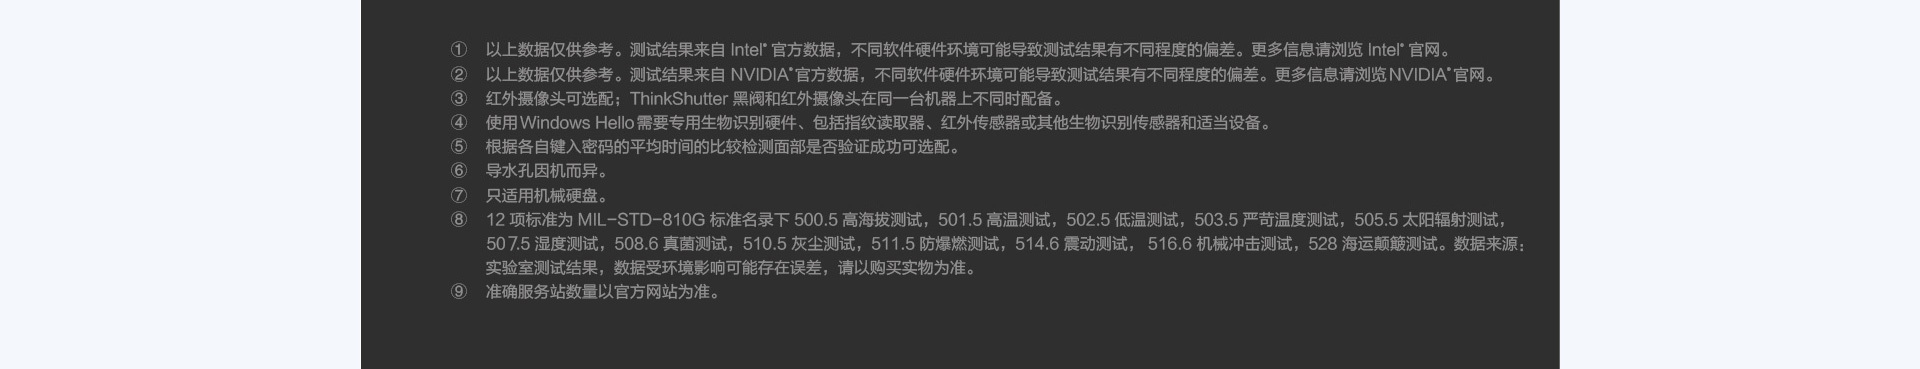 ① 以上数据仅供参考。测试结果来自 Intel® 官方数据，不同软件硬件环境可能导致测试结果有不同程度的偏差。更多信息请浏览 Intel® 官网。
② 以上数据仅供参考。测试结果来自 NVIDIA®官方数据，不同软件硬件环境可能导致测试结果有不同程度的偏差。更多信息请浏览NVIDIA®官网。
③ 红外摄像头可选配；ThinkShutter 黑阀和红外摄像头在同一台机器上不同时配备。
④ 使用Windows Hello需要专用生物识别硬件、包括指纹读取器、红外传感器或其他生物识别传感器和适当设备。
⑤ 根据各自键入密码的平均时间的比较检测面部是否验证成功可选配。
⑥ 导水孔因机而异。
⑦ 只适用机械硬盘。
⑧ 12 项标准为 MIL-STD-810G 标准名录下 500.5 高海拔测试，501.5 高温测试，502.5 低温测试，503.5 严苛温度测试，505.5 太阳辐射测试，
507.5 湿度测试，508.6 真菌测试，510.5 灰尘测试，511.5 防爆燃测试，514.6 震动测试， 516.6 机械冲击测试，528 海运颠簸测试。数据来源：
实验室测试结果，数据受环境影响可能存在误差，请以购买实物为准。
⑨ 准确服务站数量以官方网站为准。